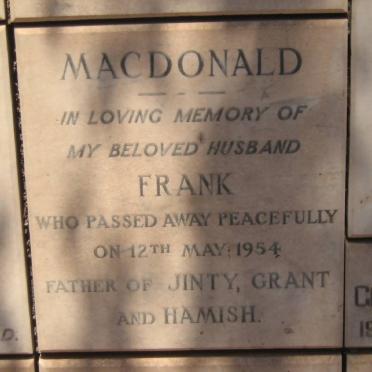 MACDONALD
IN LOVING MEMORY OF
MY BELOVED HUSBAND
FRANK
WHO PASSED AWAY PEACEFULLY
ON 12TH MAY, 1954
FATHER OF JINTY, GRANT
AND HAMISH.
D.